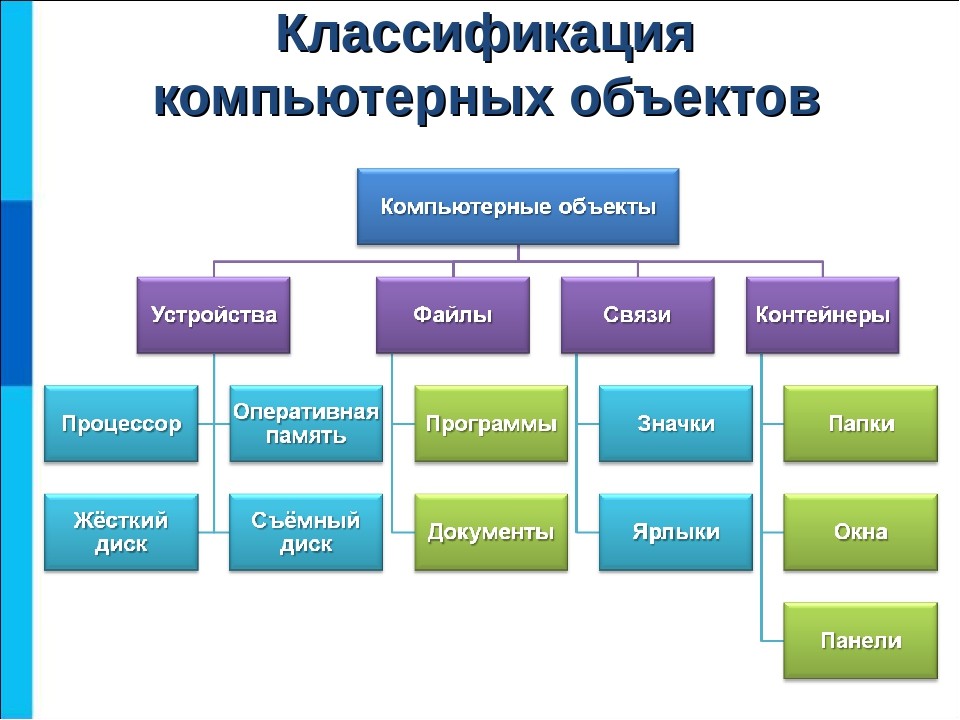 Классификация
компьютерных объектов
Компьютерные объекты
Устройства
Файлы
Связи
Контейнеры
Процессор
Оперативная
память
Программы
Значки
Папки
Жёсткий
диск
Съёмный
диск
Документы
Ярлыки
Окна
Панели